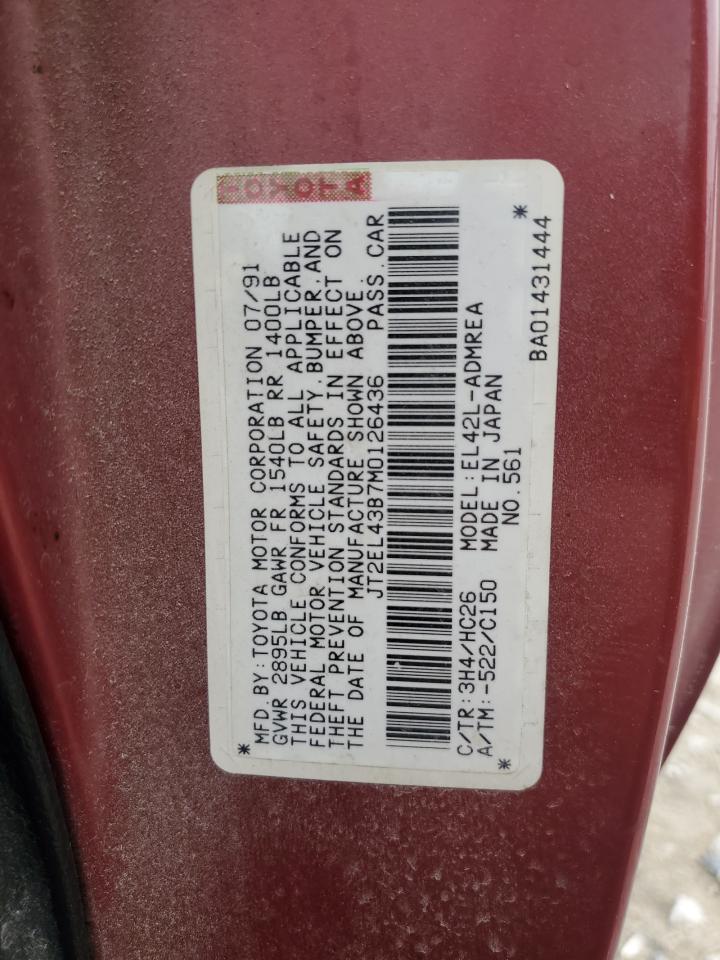 TOYOTA
*MFD. BY: TOYOTA MOTOR CORPORATION 07/91
GVWR 2895LB GAWR FR 1540LB RR 1400LB
THIS VEHICLE CONFORMS TO ALL APPLICABLE
FEDERAL MOTOR VEHICLE SAFETY, BUMPER, AND
THEFT PREVENTION STANDARDS IN EFFECT ON
THE DATE OF MANUFACTURE SHOWN ABOVE.
JT2EL43B7M0126436 PASS. CAR
C/TR: 3H4/HC26 MODEL: EL42L-ADMREA
A/TM: -522/C150 MADE IN JAPAN
* NO. 561 *
BA01431444